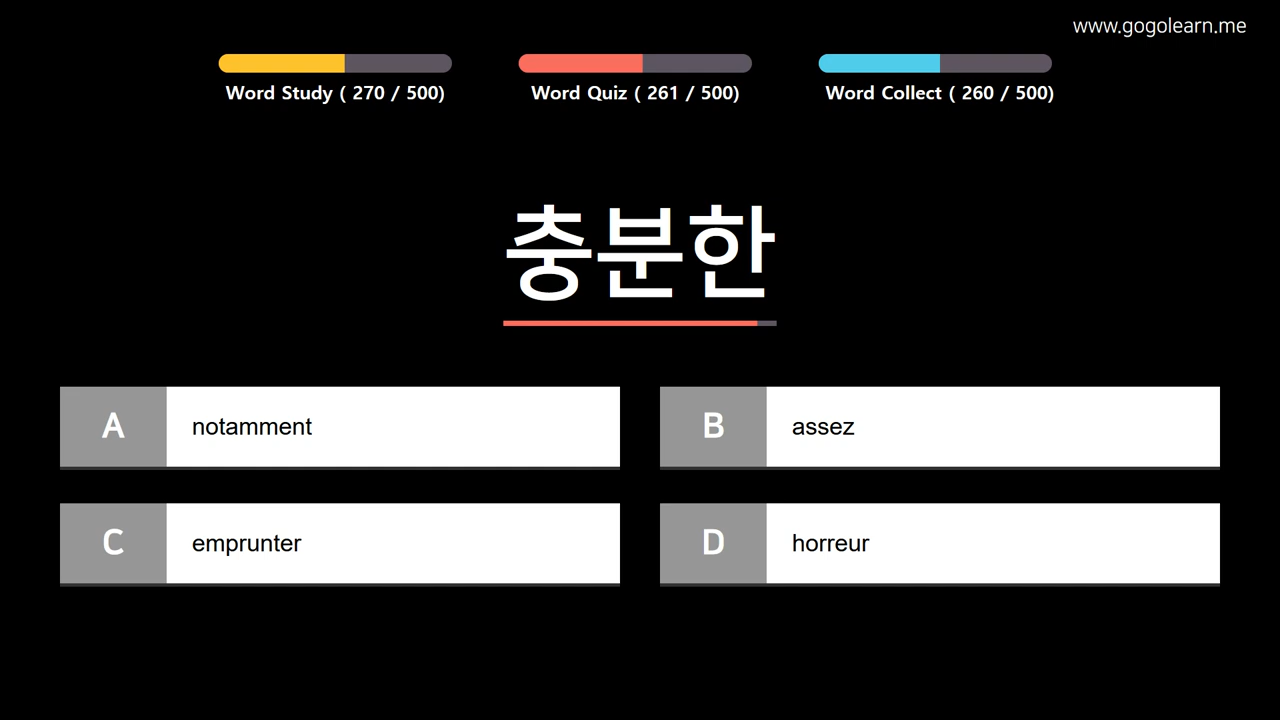 www.gogolearn.me
Word Study ( 270 / 500)
Word Quiz ( 261 / 500)
Word Collect ( 260 / 500)
충분한
A notamment
B assez
C emprunter
D horreur